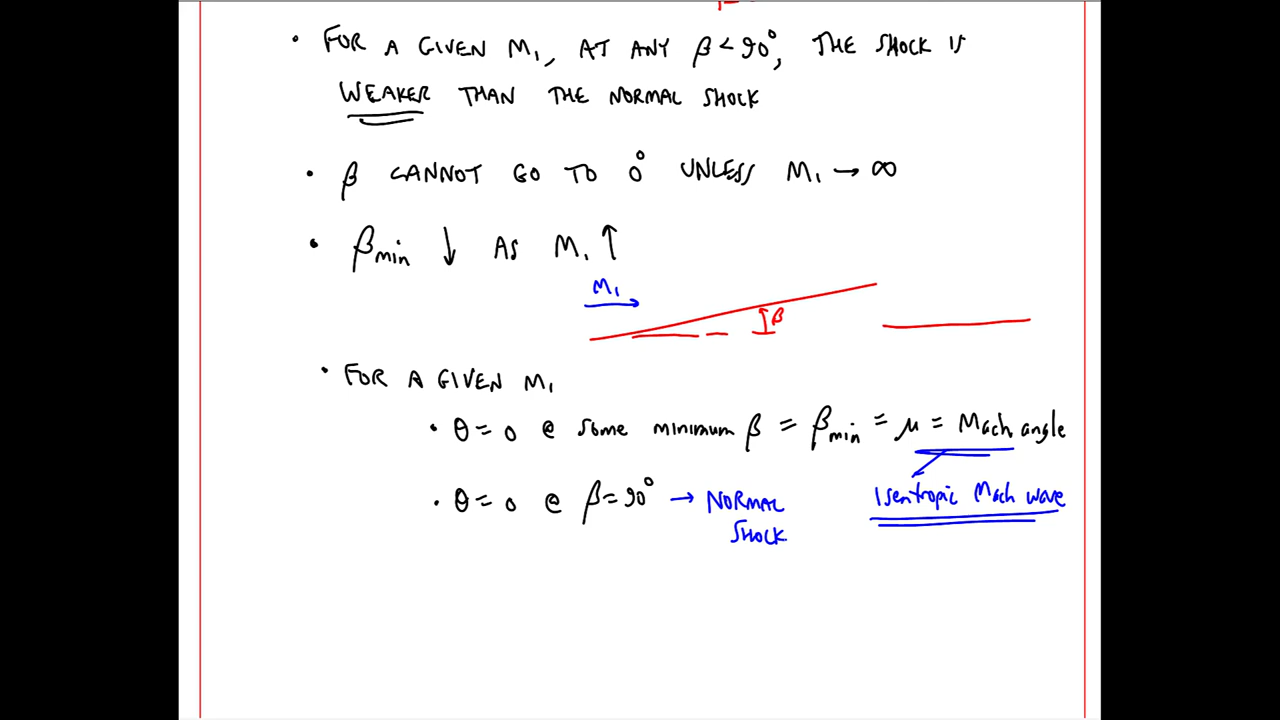 • FOR A GIVEN M₁, AT ANY β < 90°, THE SHOCK IS
WEAKER THAN THE NORMAL SHOCK
• β CANNOT GO TO 0° UNLESS M₁ → ∞
• βmin ↓ AS M₁ ↑
M₁
β
• FOR A GIVEN M₁
• θ = 0 @ some minimum β = βmin = μ = Mach angle
Isentropic Mach wave
• θ = 0 @ β = 90° → NORMAL
SHOCK